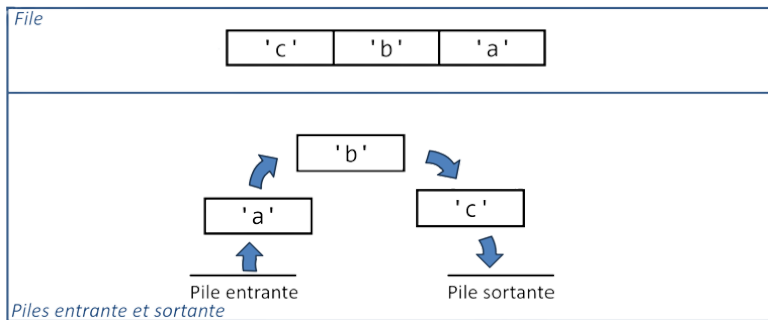 File
'c' 'b' 'a'
'b'
'a' 'c'
Pile entrante Pile sortante
Piles entrante et sortante